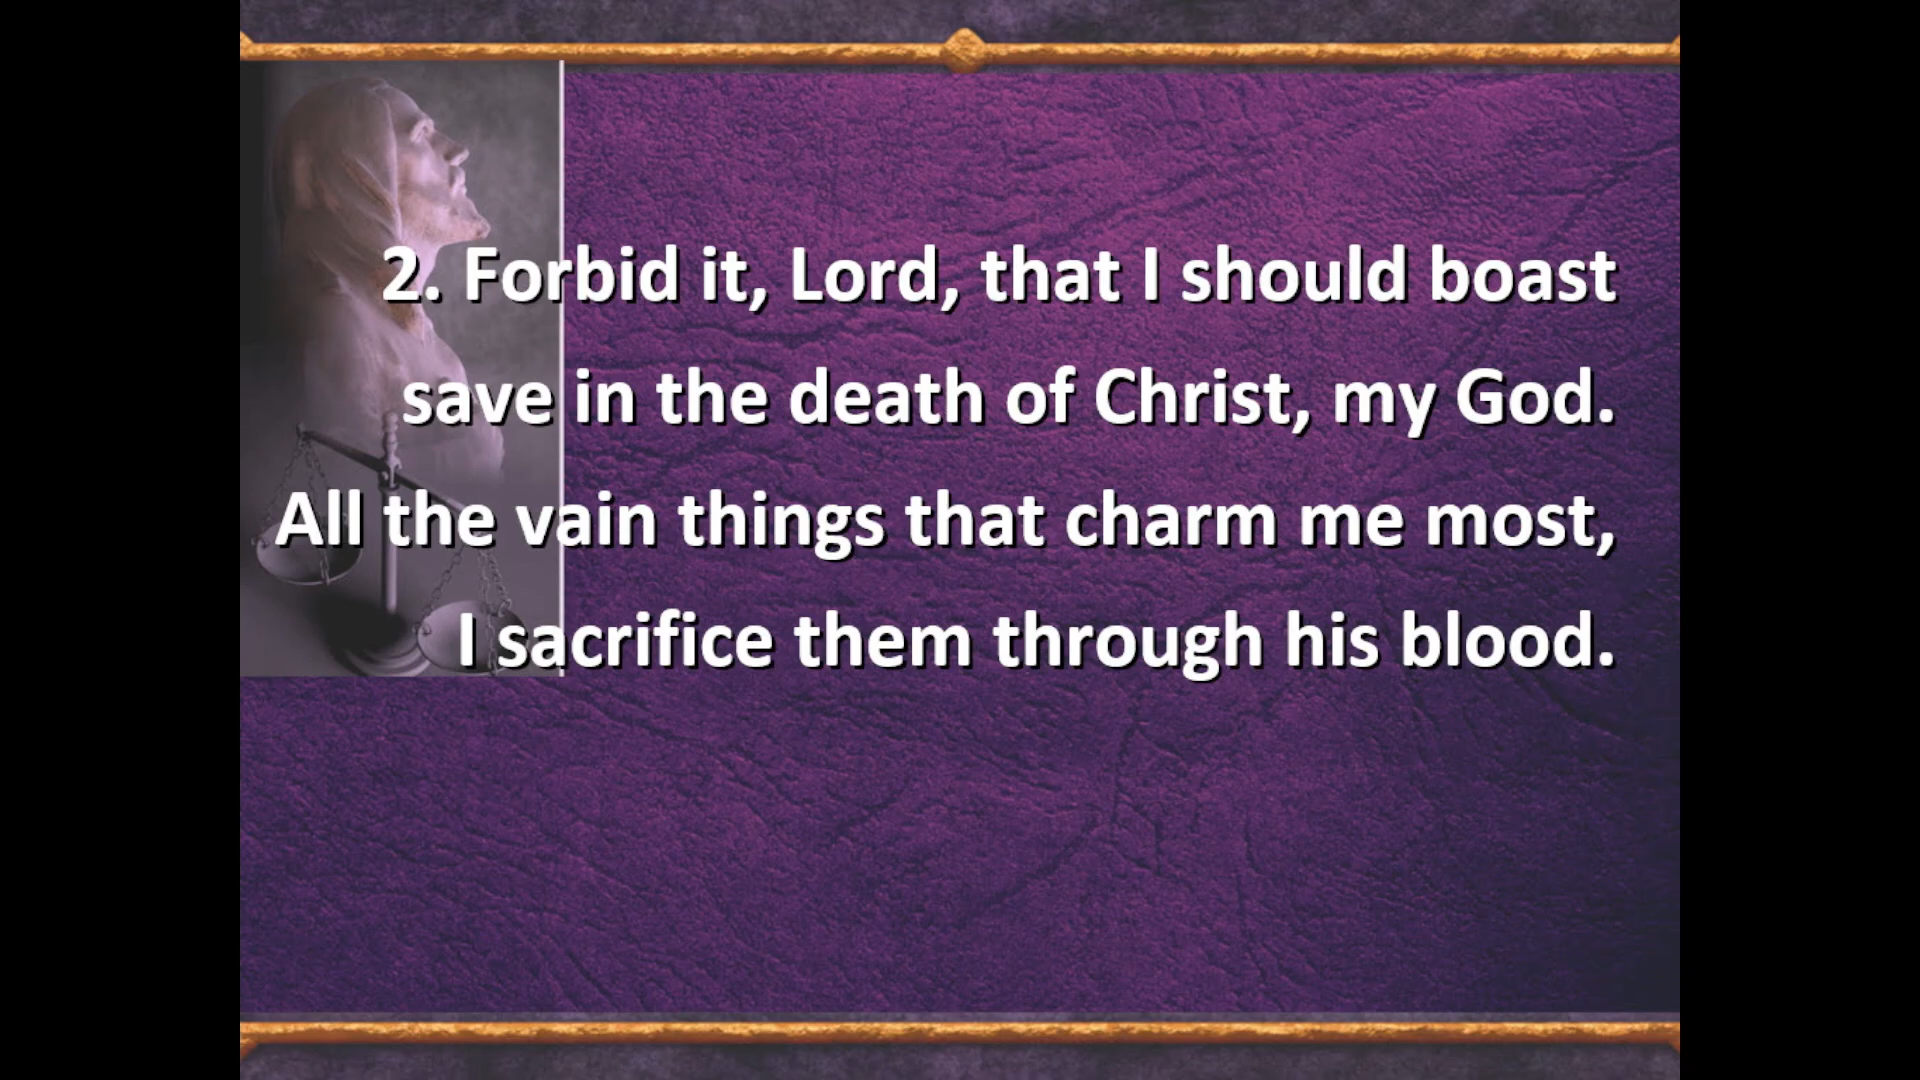 2. Forbid it, Lord, that I should boast
save in the death of Christ, my God.
All the vain things that charm me most,
I sacrifice them through his blood.